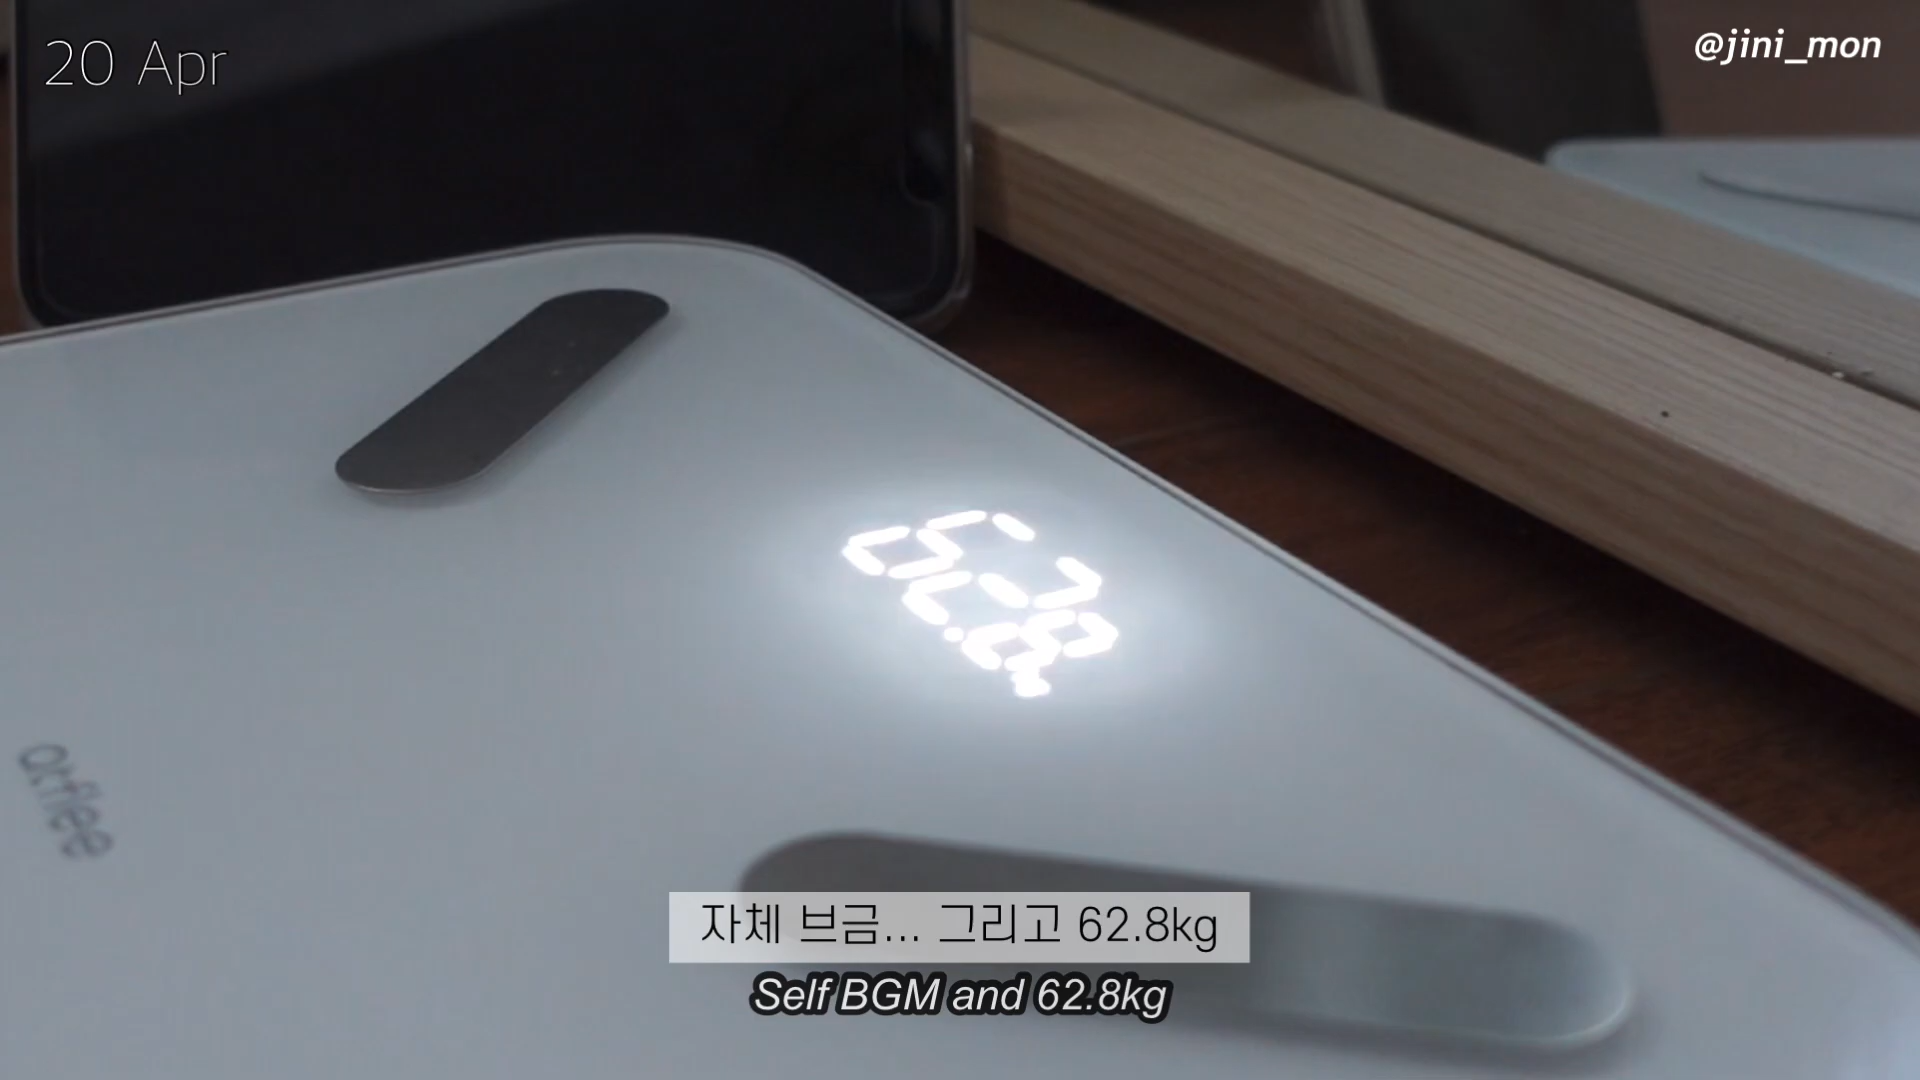 20 Apr
@jini_mon
62.8
atflee
자체 브금... 그리고 62.8kg
Self BGM and 62.8kg